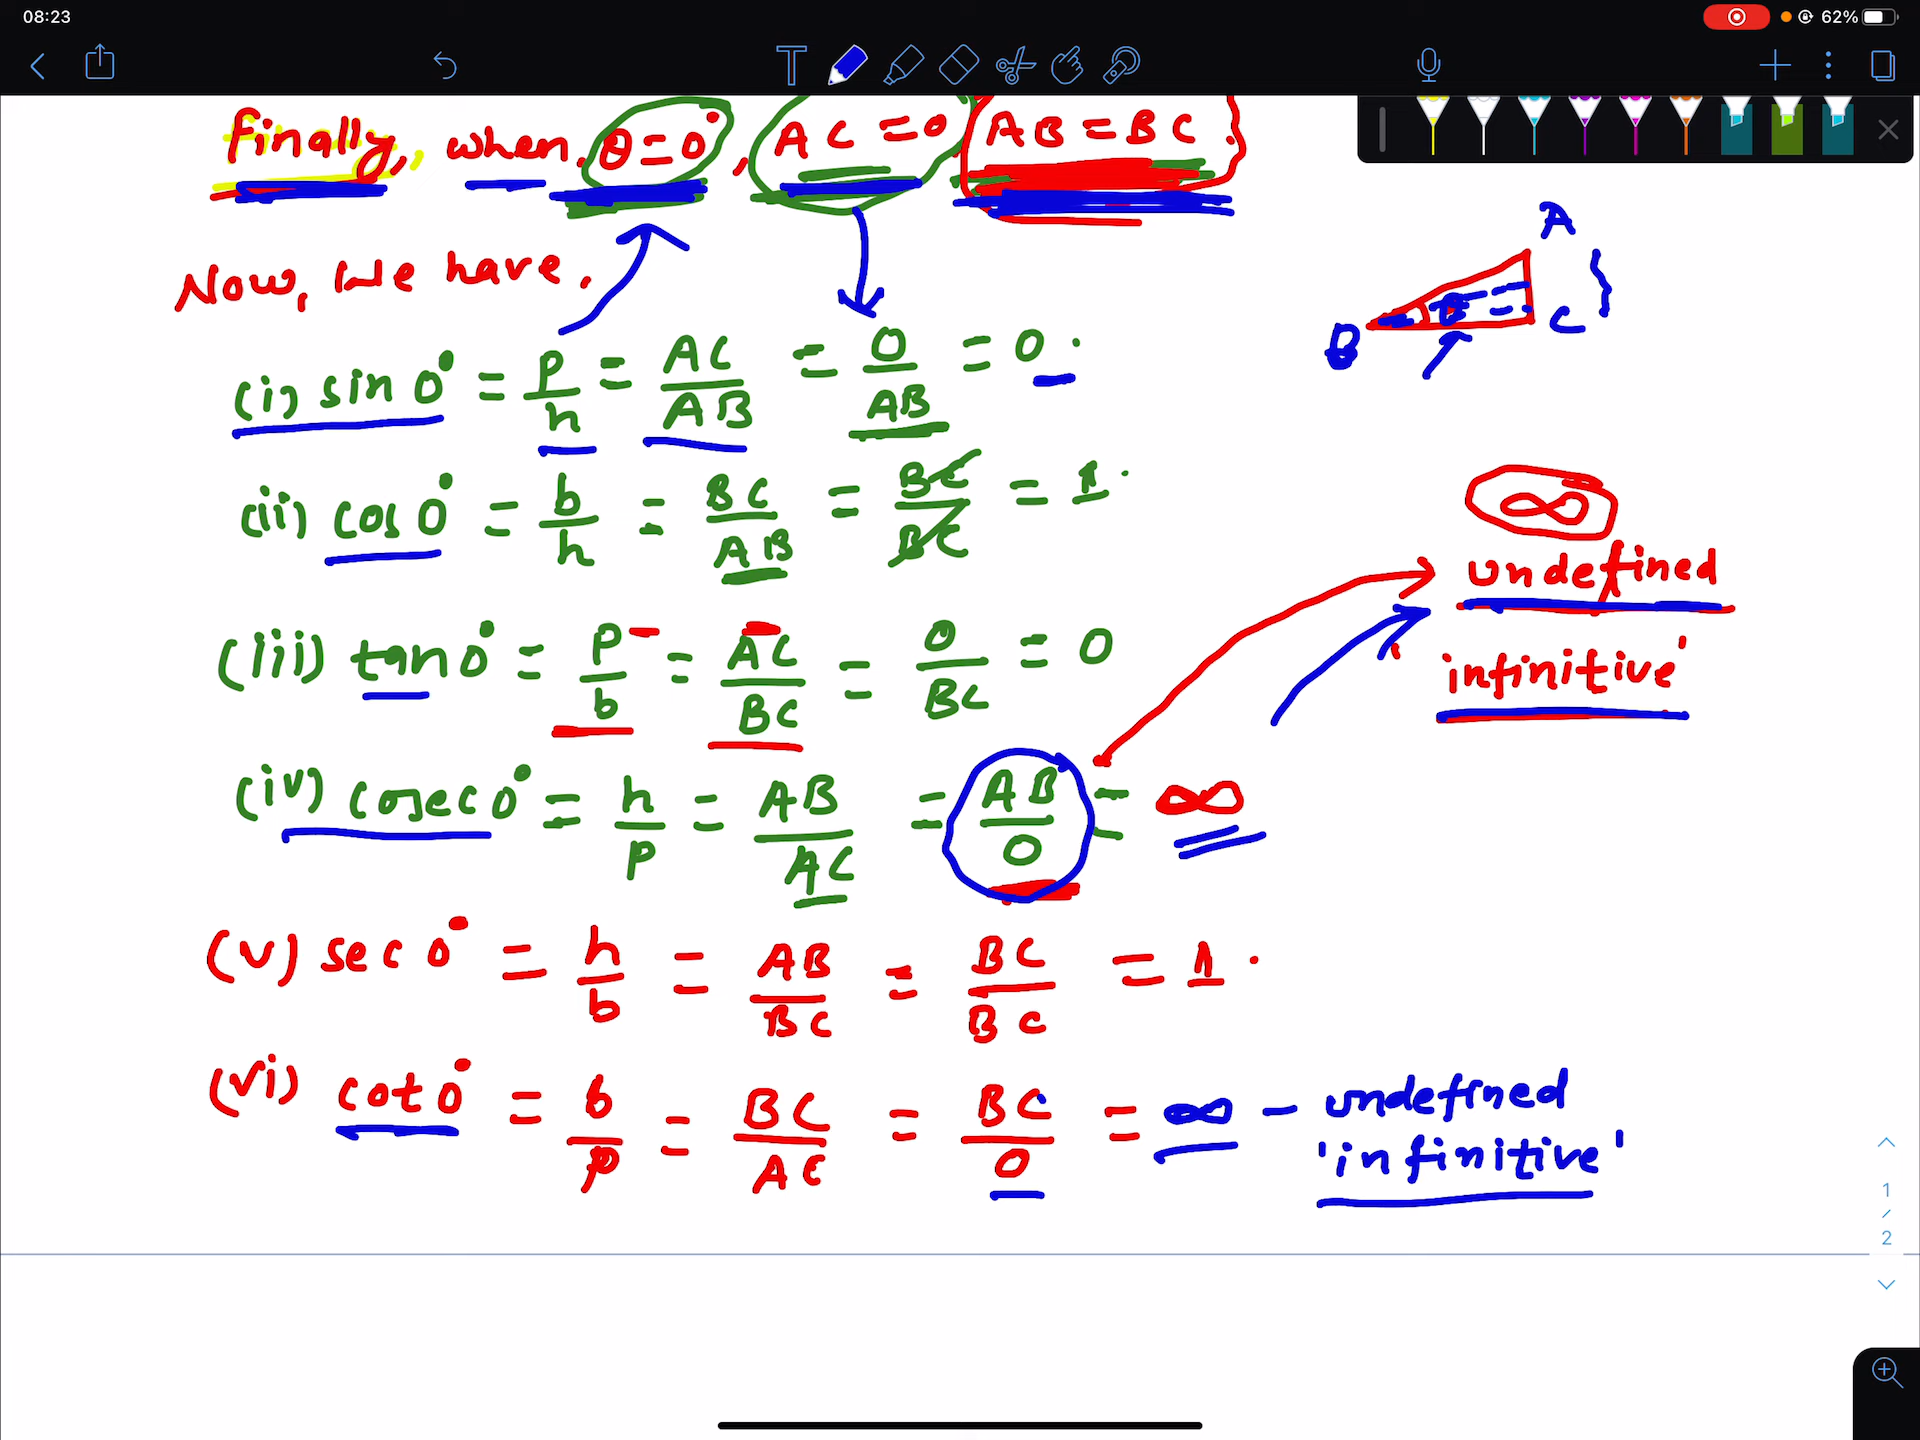 08:23
62%
finally, when, θ=0°, AC=0 AB=BC.
Now, we have,
A
B θ C
(i) sin 0° = p/h = AC/AB = 0/AB = 0.
(ii) cos 0° = b/h = BC/AB = BC/BC = 1.
∞
undefined
'infinitive'
(iii) tan 0° = p/b = AC/BC = 0/BC = 0
(iv) cosec 0° = h/p = AB/AC = AB/0 = ∞
(v) sec 0° = h/b = AB/BC = BC/BC = 1.
(vi) cot 0° = b/p = BC/AC = BC/0 = ∞ – undefined
'infinitive'
1
/
2